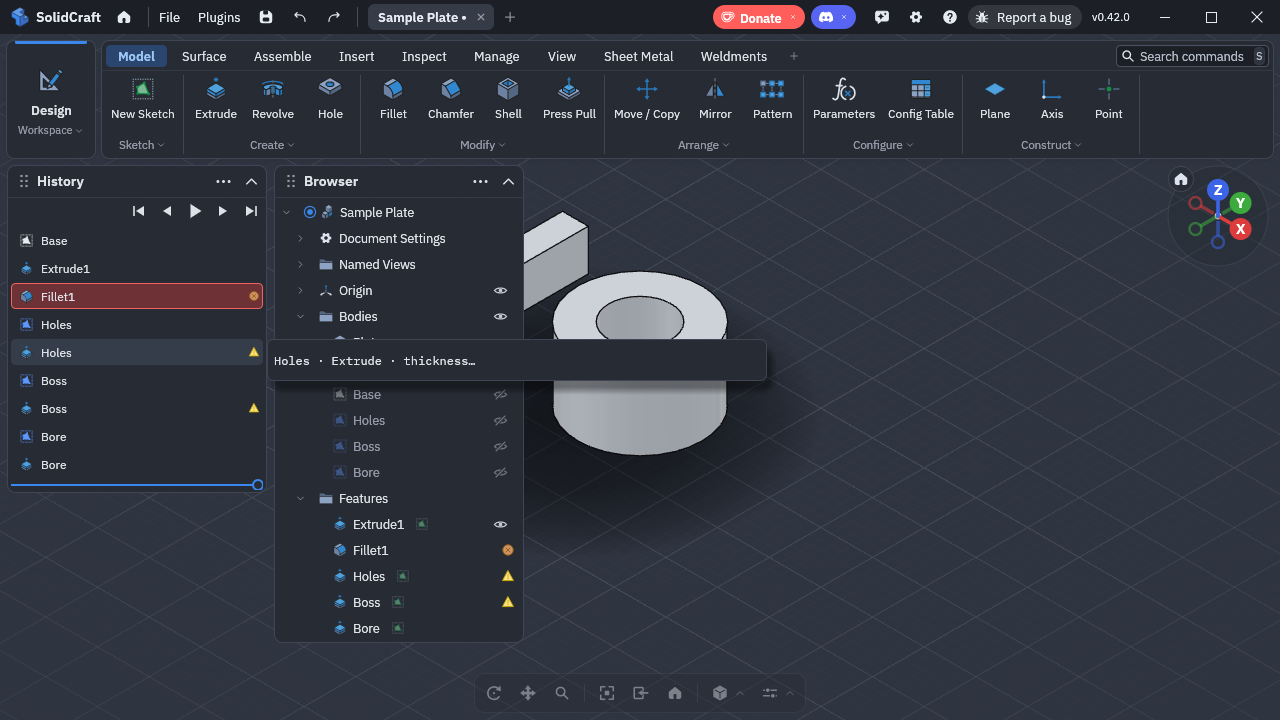 SolidCraft
File
Plugins
Sample Plate •
Donate
Report a bug
v0.42.0
Design
Workspace
Model
Surface
Assemble
Insert
Inspect
Manage
View
Sheet Metal
Weldments
Search commands
S
New Sketch
Extrude
Revolve
Hole
Fillet
Chamfer
Shell
Press Pull
Move / Copy
Mirror
Pattern
Parameters
Config Table
Plane
Axis
Point
Sketch
Create
Modify
Arrange
Configure
Construct
History
Base
Extrude1
Fillet1
Holes
Holes
Boss
Boss
Bore
Bore
Browser
Sample Plate
Document Settings
Named Views
Origin
Bodies
Holes · Extrude · thickness…
Base
Holes
Boss
Bore
Features
Extrude1
Fillet1
Holes
Boss
Bore
Z
Y
X